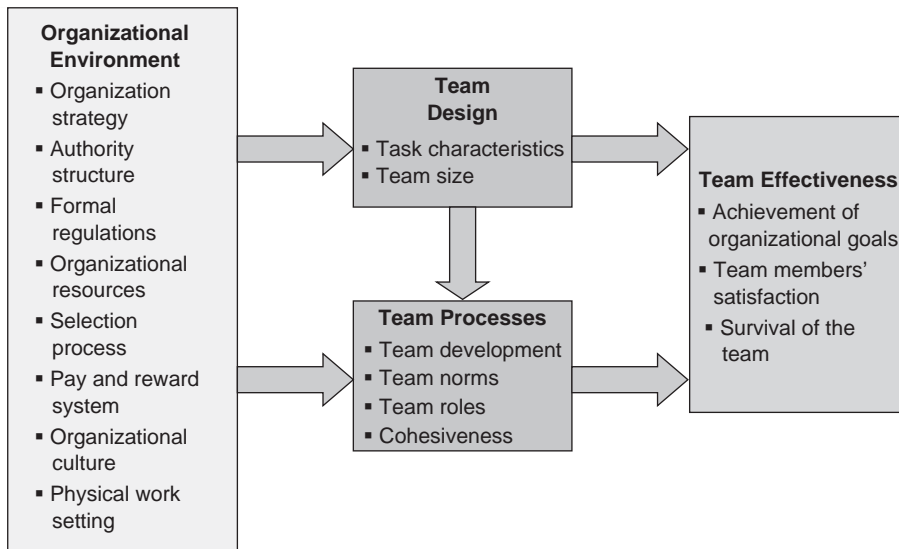 Organizational
Environment
▪ Organization
strategy
▪ Authority
structure
▪ Formal
regulations
▪ Organizational
resources
▪ Selection
process
▪ Pay and reward
system
▪ Organizational
culture
▪ Physical work
setting
Team
Design
▪ Task characteristics
▪ Team size
Team Processes
▪ Team development
▪ Team norms
▪ Team roles
▪ Cohesiveness
Team Effectiveness
▪ Achievement of
organizational goals
▪ Team members’
satisfaction
▪ Survival of the
team